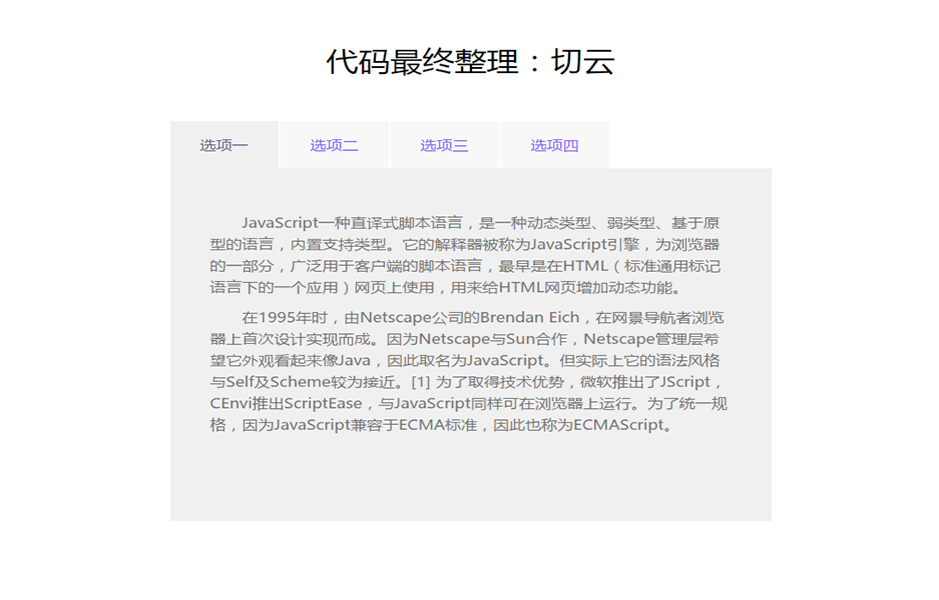 代码最终整理：切云
选项一 选项二 选项三 选项四
JavaScript一种直译式脚本语言，是一种动态类型、弱类型、基于原
型的语言，内置支持类型。它的解释器被称为JavaScript引擎，为浏览器
的一部分，广泛用于客户端的脚本语言，最早是在HTML（标准通用标记
语言下的一个应用）网页上使用，用来给HTML网页增加动态功能。
在1995年时，由Netscape公司的Brendan Eich，在网景导航者浏览
器上首次设计实现而成。因为Netscape与Sun合作，Netscape管理层希
望它外观看起来像Java，因此取名为JavaScript。但实际上它的语法风格
与Self及Scheme较为接近。[1] 为了取得技术优势，微软推出了JScript，
CEnvi推出ScriptEase，与JavaScript同样可在浏览器上运行。为了统一规
格，因为JavaScript兼容于ECMA标准，因此也称为ECMAScript。